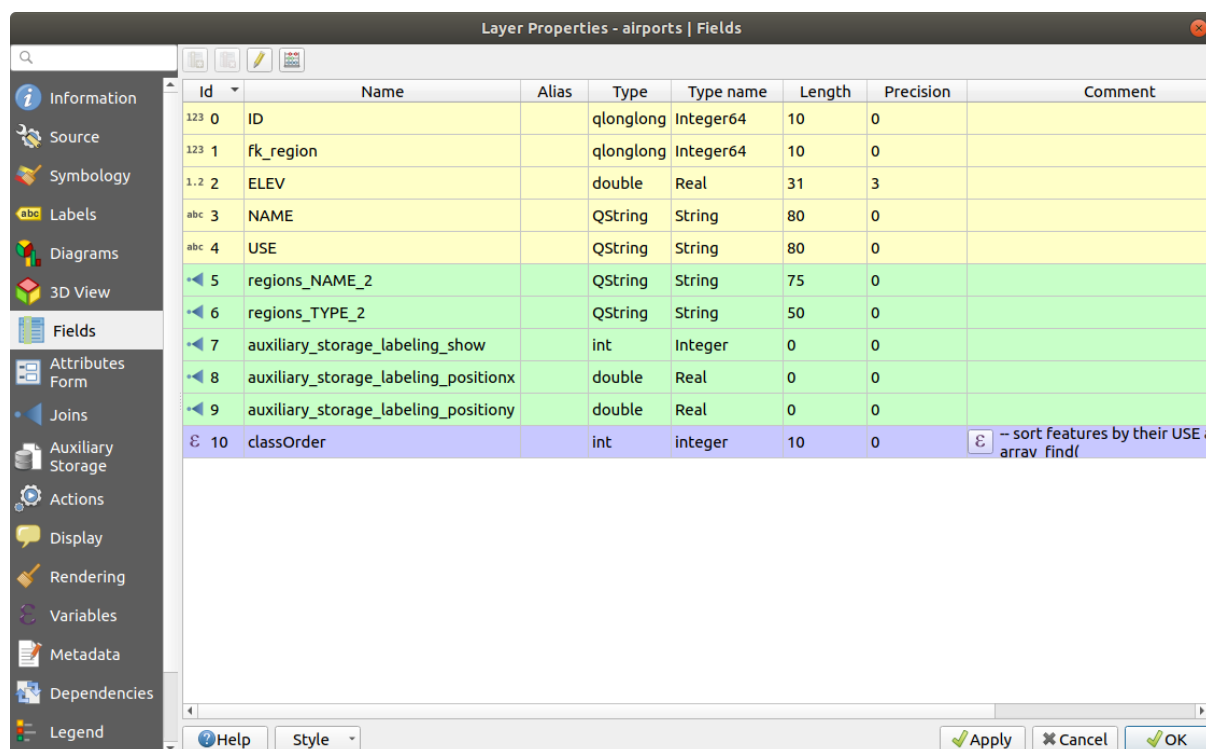 Layer Properties - airports | Fields
Information
Source
Symbology
abc Labels
Diagrams
3D View
Fields
Attributes
Form
Joins
Auxiliary
Storage
Actions
Display
Rendering
Variables
Metadata
Dependencies
Legend
Id Name Alias Type Type name Length Precision Comment
123 0 ID qlonglong Integer64 10 0
123 1 fk_region qlonglong Integer64 10 0
1.2 2 ELEV double Real 31 3
abc 3 NAME QString String 80 0
abc 4 USE QString String 80 0
5 regions_NAME_2 QString String 75 0
6 regions_TYPE_2 QString String 50 0
7 auxiliary_storage_labeling_show int Integer 0 0
8 auxiliary_storage_labeling_positionx double Real 0 0
9 auxiliary_storage_labeling_positiony double Real 0 0
ε 10 classOrder int integer 10 0 ε -- sort features by their USE
array_find(
Help Style Apply Cancel OK